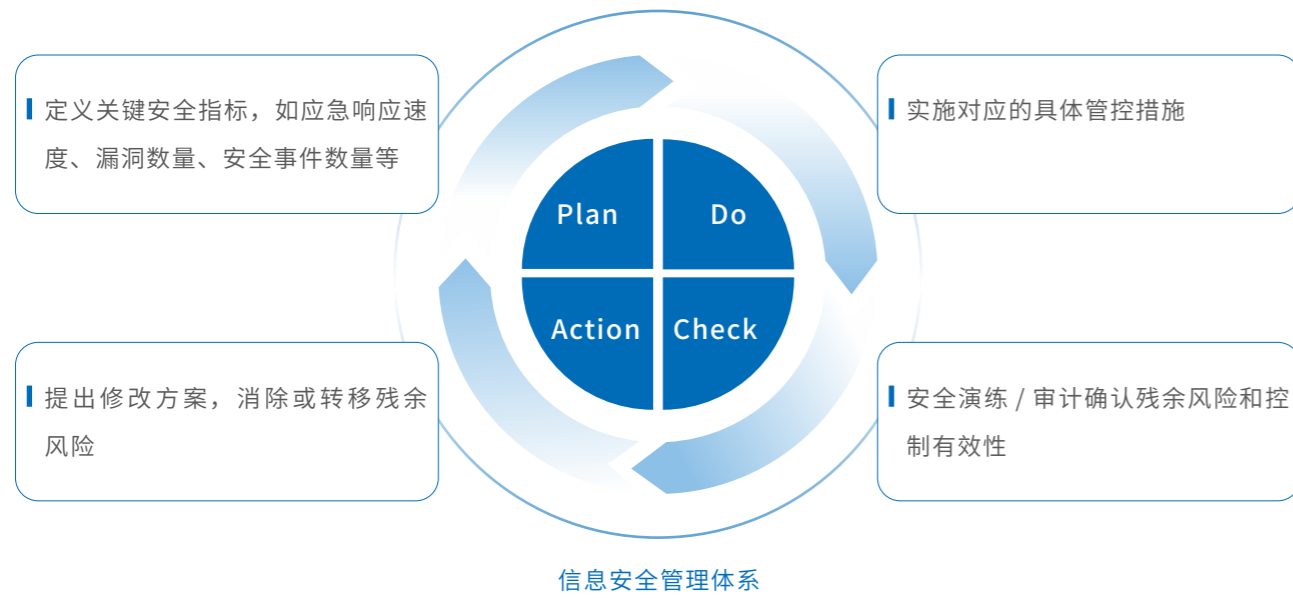 定义关键安全指标，如应急响应速
度、漏洞数量、安全事件数量等
实施对应的具体管控措施
Plan
Do
Action
Check
提出修改方案，消除或转移残余
风险
安全演练 / 审计确认残余风险和控
制有效性
信息安全管理体系